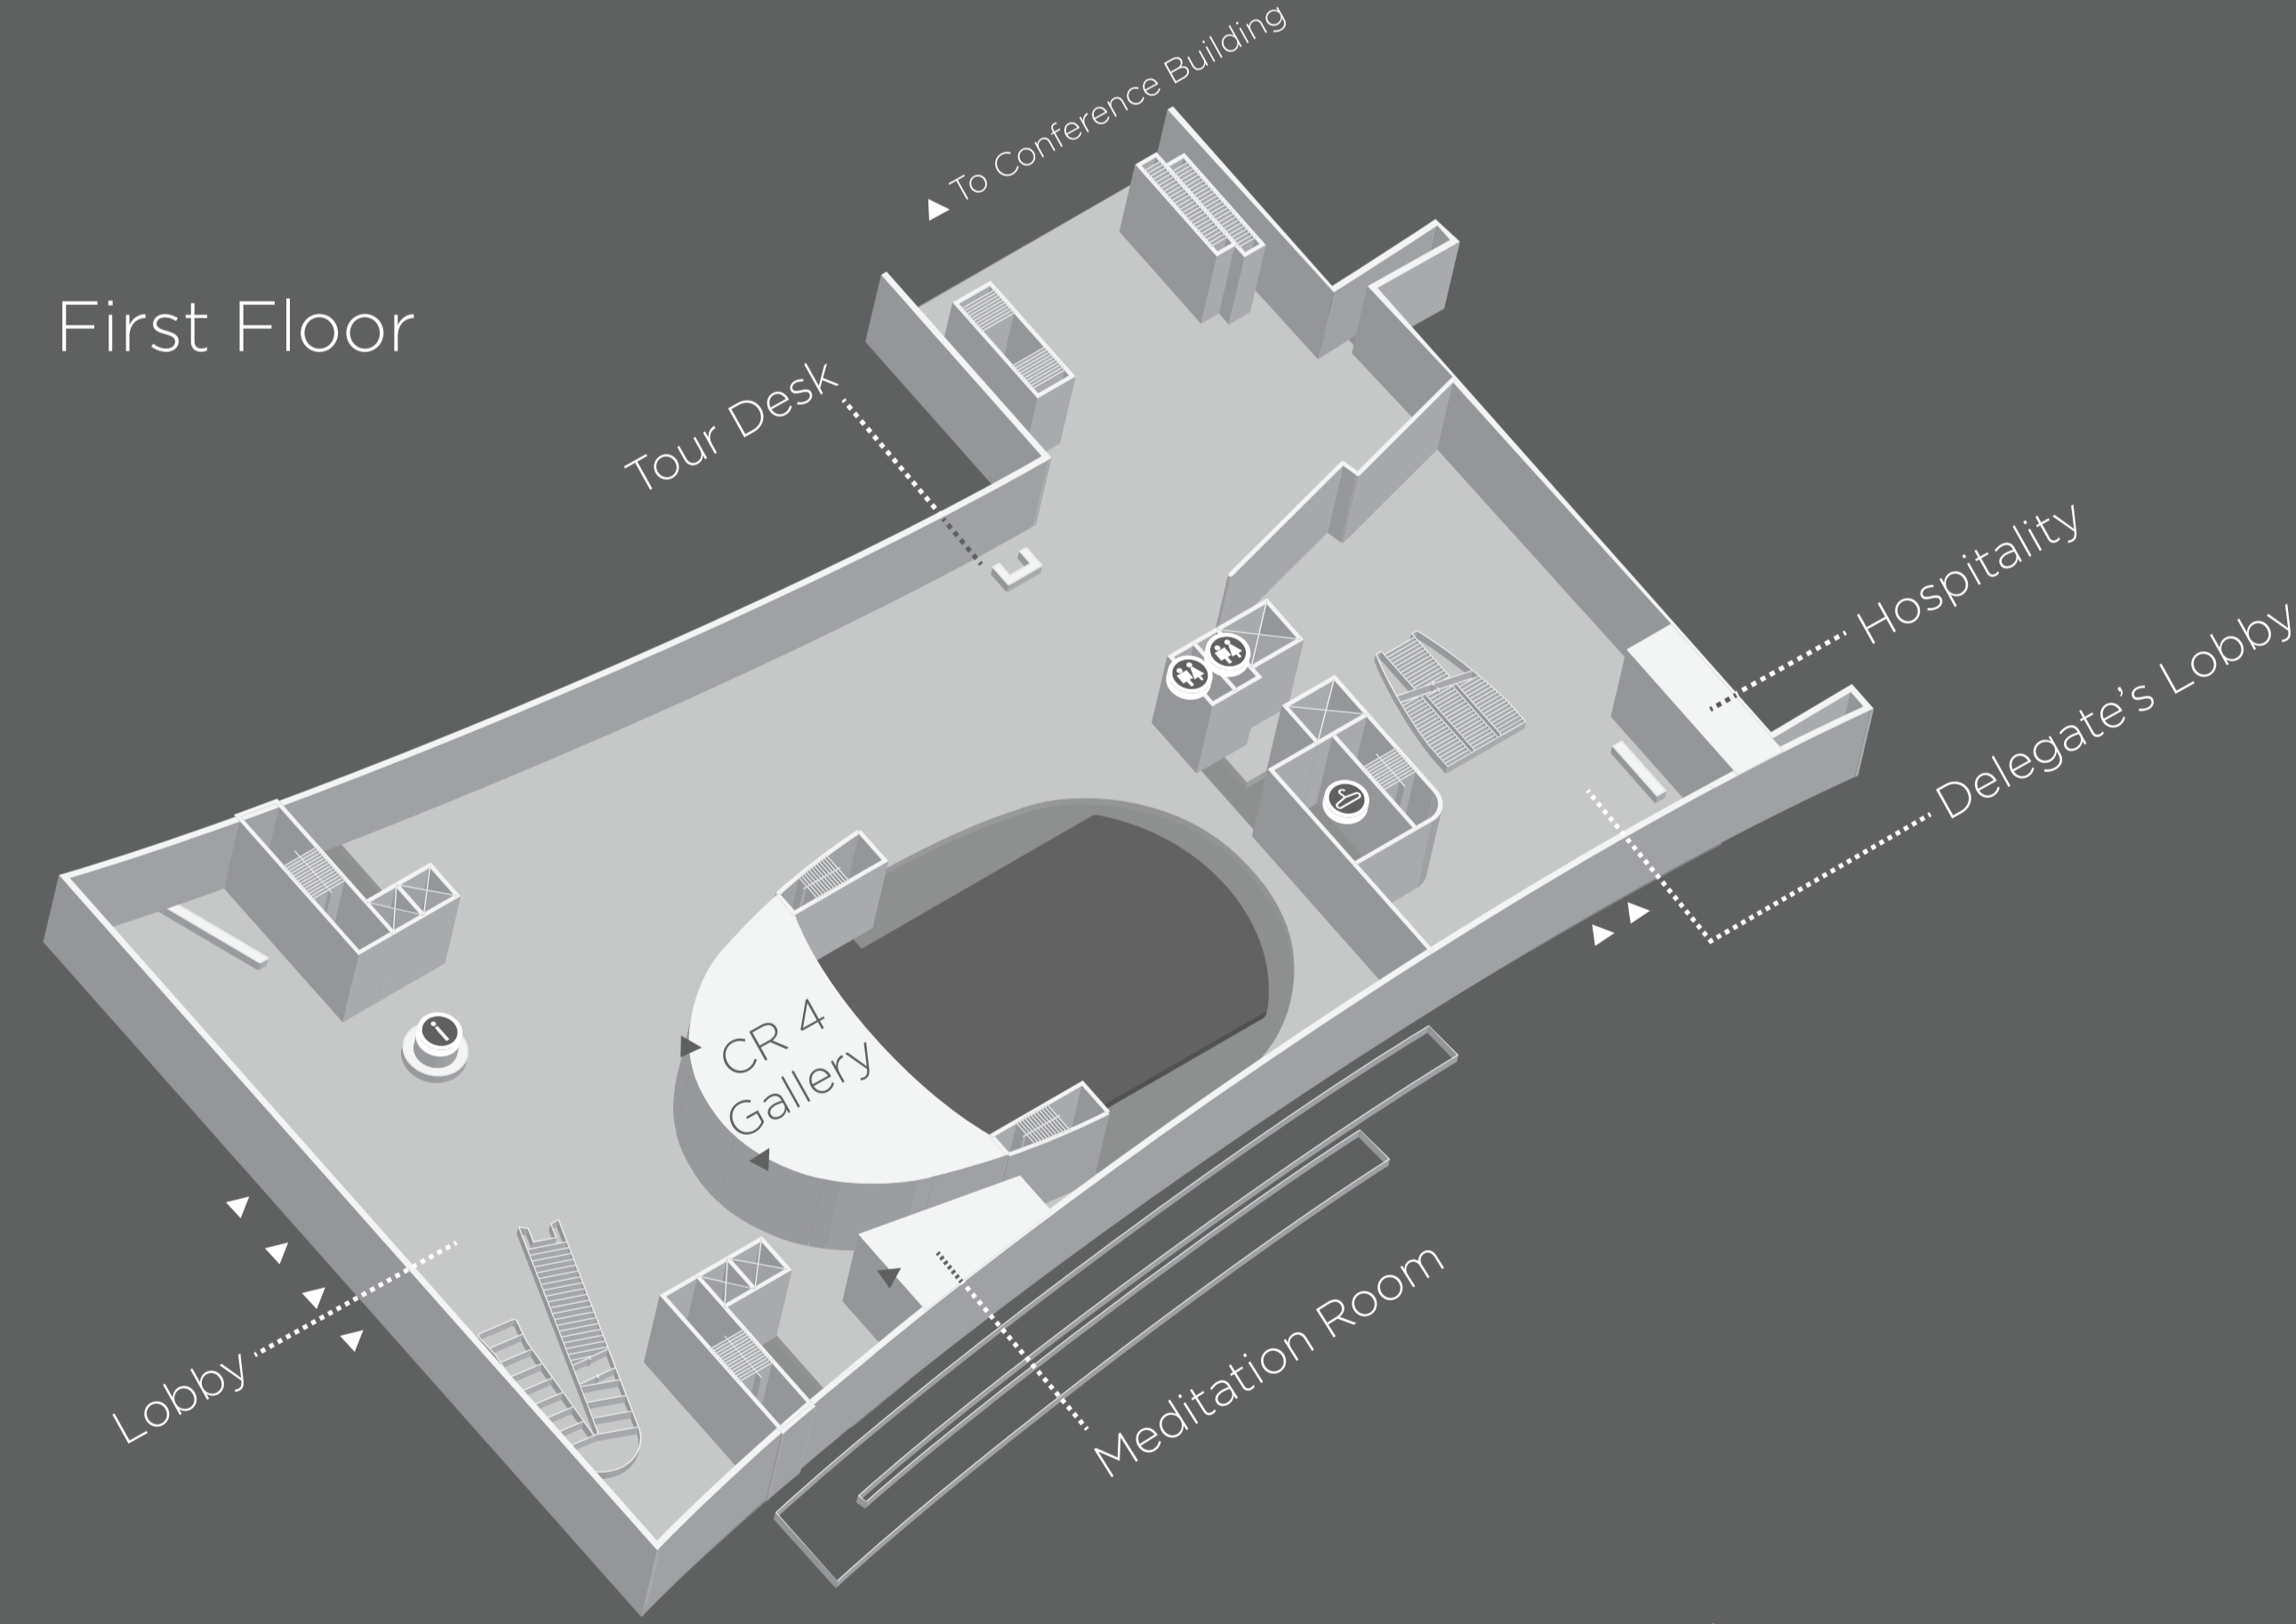 To Conference Building
First Floor
Tour Desk
Hospitality
Delegate's Lobby
CR 4
Gallery
i
Lobby
Meditation Room